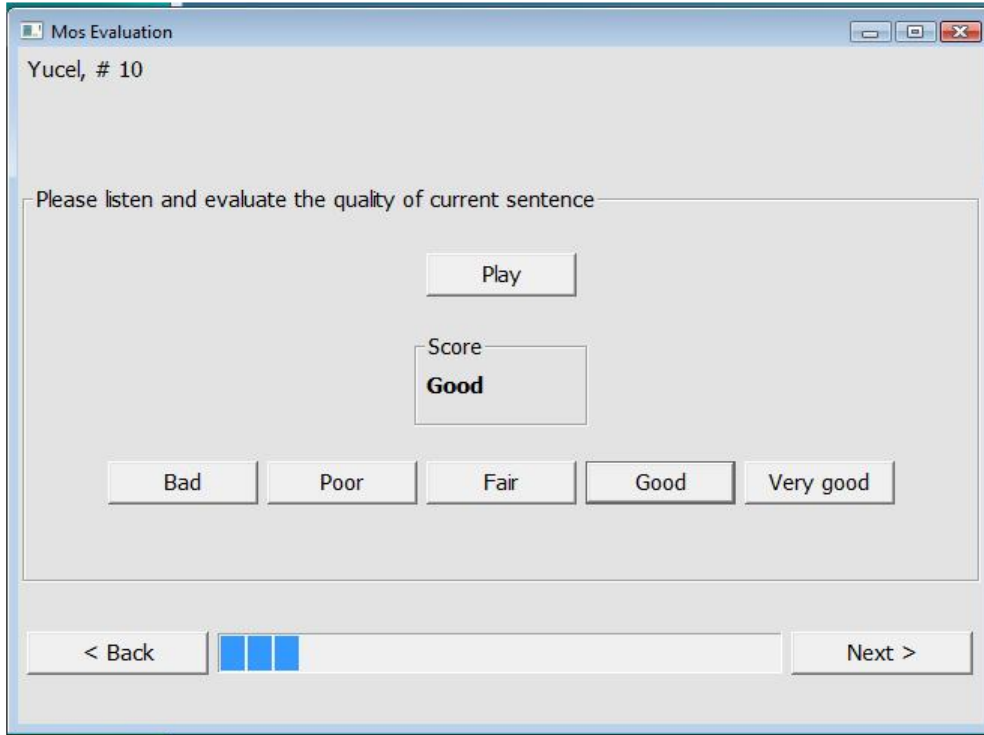 Mos Evaluation
Yucel, # 10
Please listen and evaluate the quality of current sentence
Play
Score
Good
Bad Poor Fair Good Very good
< Back Next >